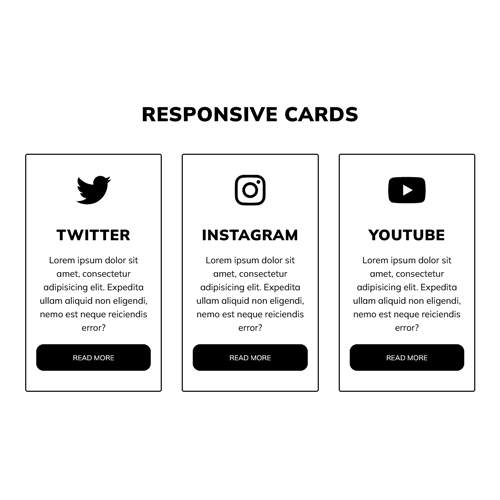 RESPONSIVE CARDS
TWITTER
Lorem ipsum dolor sit
amet, consectetur
adipisicing elit. Expedita
ullam aliquid non eligendi,
nemo est neque reiciendis
error?
READ MORE
INSTAGRAM
Lorem ipsum dolor sit
amet, consectetur
adipisicing elit. Expedita
ullam aliquid non eligendi,
nemo est neque reiciendis
error?
READ MORE
YOUTUBE
Lorem ipsum dolor sit
amet, consectetur
adipisicing elit. Expedita
ullam aliquid non eligendi,
nemo est neque reiciendis
error?
READ MORE